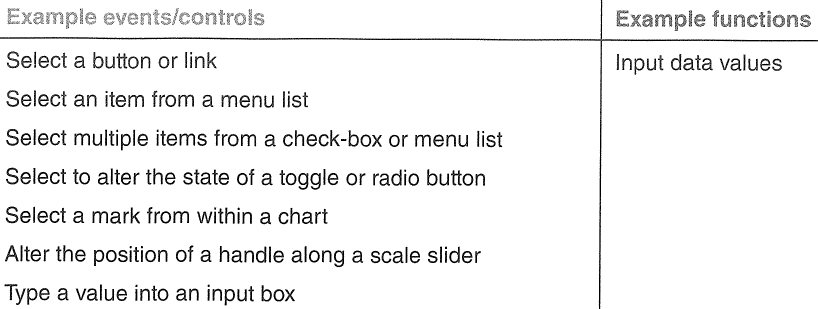 Example events/controls
Example functions
Select a button or link
Input data values
Select an item from a menu list
Select multiple items from a check-box or menu list
Select to alter the state of a toggle or radio button
Select a mark from within a chart
Alter the position of a handle along a scale slider
Type a value into an input box